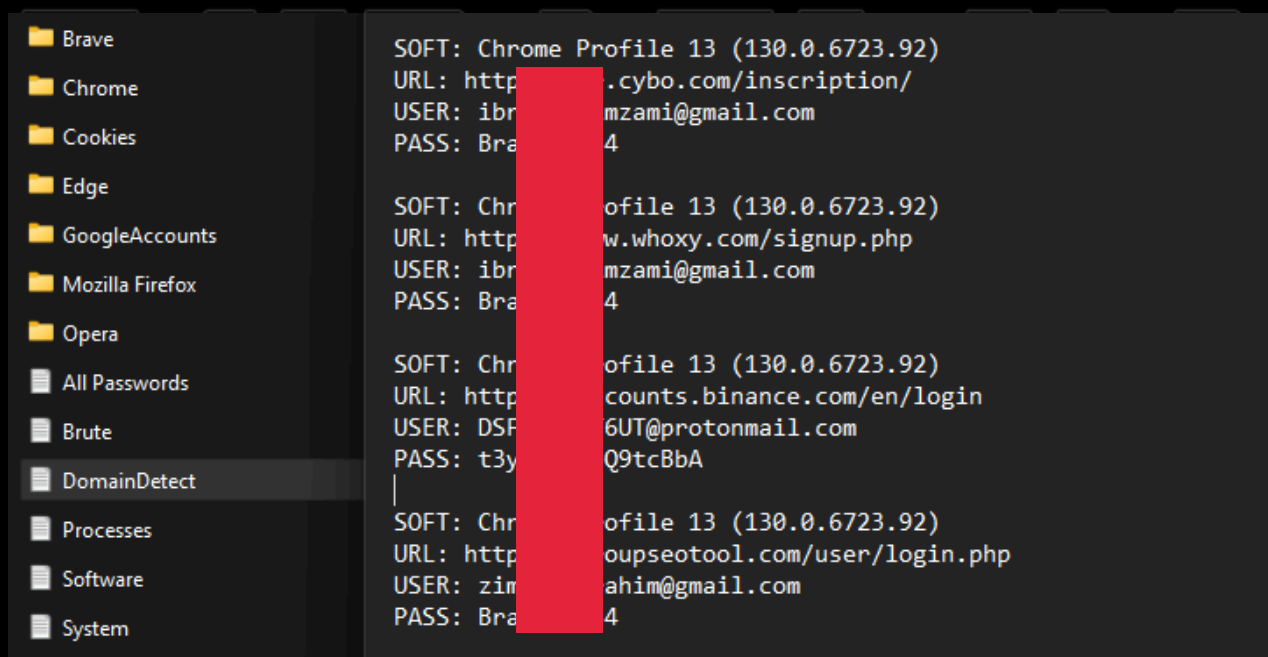 Brave
Chrome
Cookies
Edge
GoogleAccounts
Mozilla Firefox
Opera
All Passwords
Brute
DomainDetect
Processes
Software
System
SOFT: Chrome Profile 13 (130.0.6723.92)
URL: http .cybo.com/inscription/
USER: ibr mzami@gmail.com
PASS: Bra 4
SOFT: Chr ofile 13 (130.0.6723.92)
URL: http w.whoxy.com/signup.php
USER: ibr mzami@gmail.com
PASS: Bra 4
SOFT: Chr ofile 13 (130.0.6723.92)
URL: http counts.binance.com/en/login
USER: DSF 6UT@protonmail.com
PASS: t3y Q9tcBbA
SOFT: Chr ofile 13 (130.0.6723.92)
URL: http oupseotool.com/user/login.php
USER: zim ahim@gmail.com
PASS: Bra 4